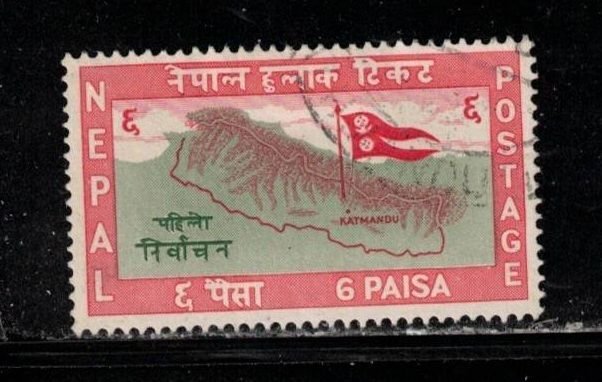 नेपाल हुलाक टिकट
NEPAL
POSTAGE
६
६
KATMANDU
पहिलो
निर्वाचन
६ पैसा
6 PAISA